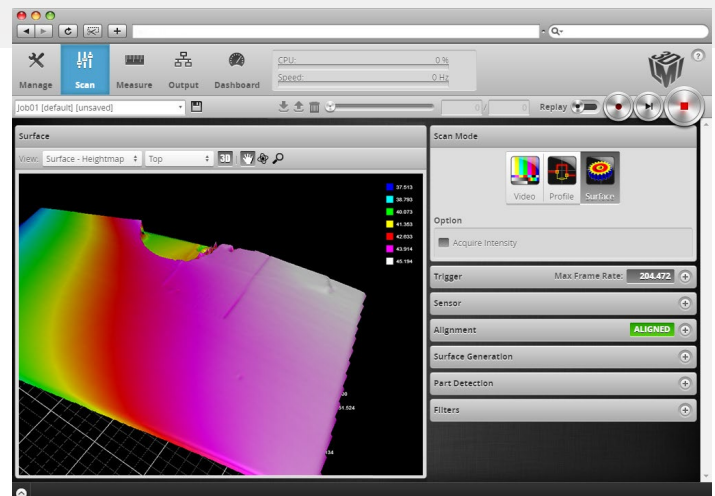 CPU: 0 %
Manage Scan Measure Output Dashboard
Speed: 0 Hz
LMI
Job01 [default] [unsaved]
0 / 0
Replay
Surface
View: Surface - Heightmap Top 3D
37.513
38.793
40.073
41.353
42.633
43.914
45.194
Scan Mode
Video Profile Surface
Option
Acquire Intensity
Trigger Max Frame Rate: 204.472
Sensor
Alignment ALIGNED
Surface Generation
Part Detection
Filters